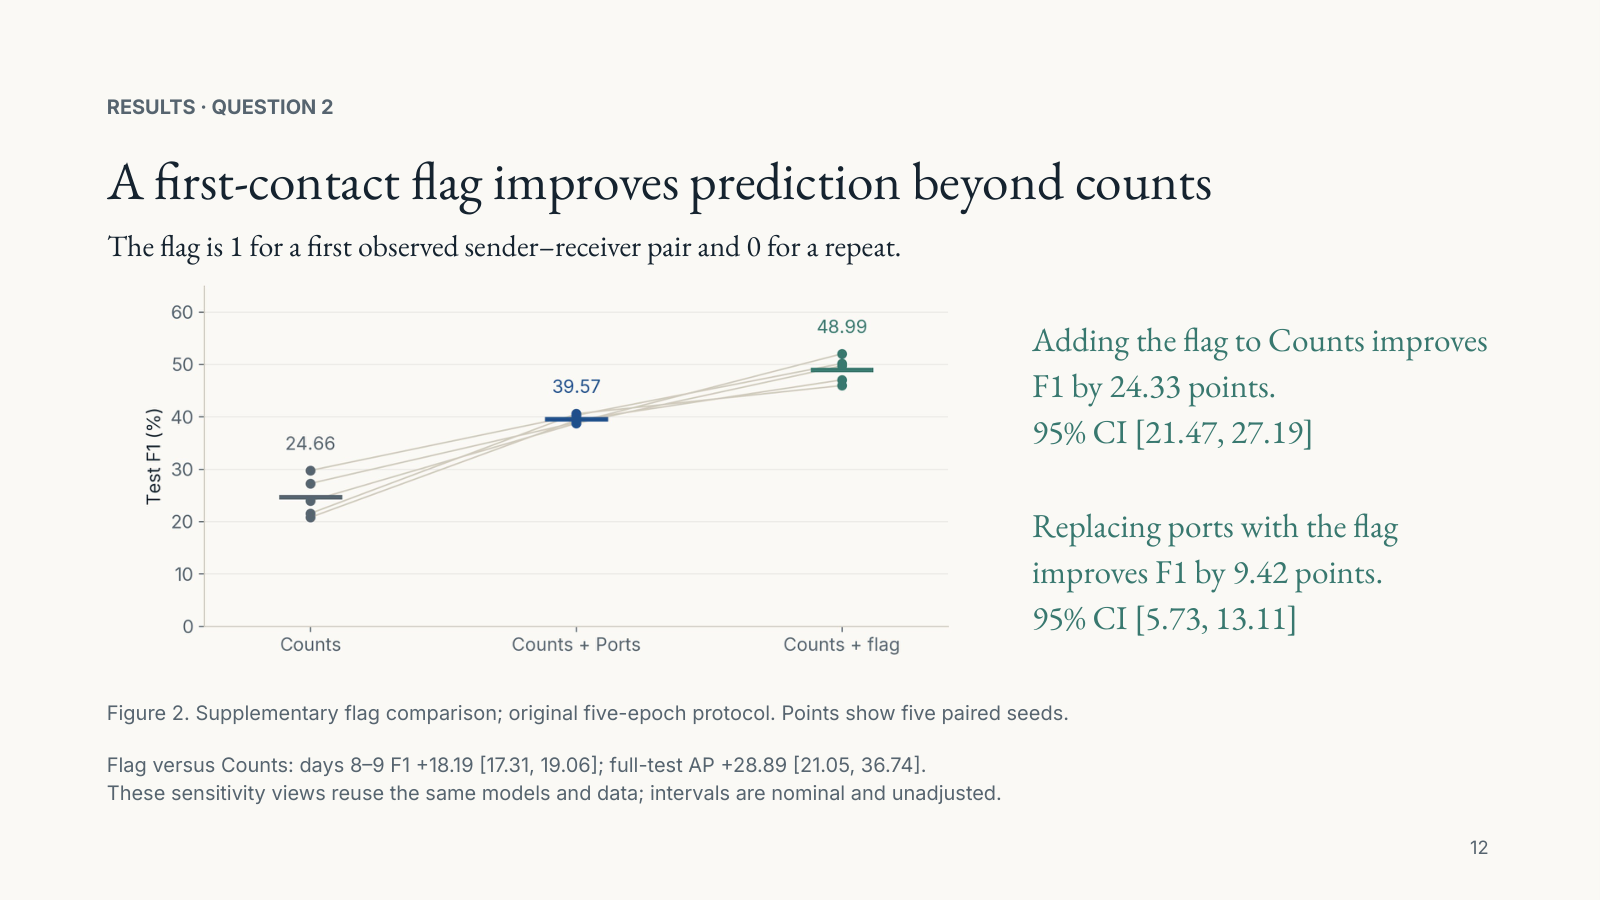 RESULTS · QUESTION 2
A first-contact flag improves prediction beyond counts
The flag is 1 for a first observed sender–receiver pair and 0 for a repeat.
Test F1 (%)
60
50
40
30
20
10
0
24.66
39.57
48.99
Counts
Counts + Ports
Counts + flag
Adding the flag to Counts improves
F1 by 24.33 points.
95% CI [21.47, 27.19]
Replacing ports with the flag
improves F1 by 9.42 points.
95% CI [5.73, 13.11]
Figure 2. Supplementary flag comparison; original five-epoch protocol. Points show five paired seeds.
Flag versus Counts: days 8–9 F1 +18.19 [17.31, 19.06]; full-test AP +28.89 [21.05, 36.74].
These sensitivity views reuse the same models and data; intervals are nominal and unadjusted.
12